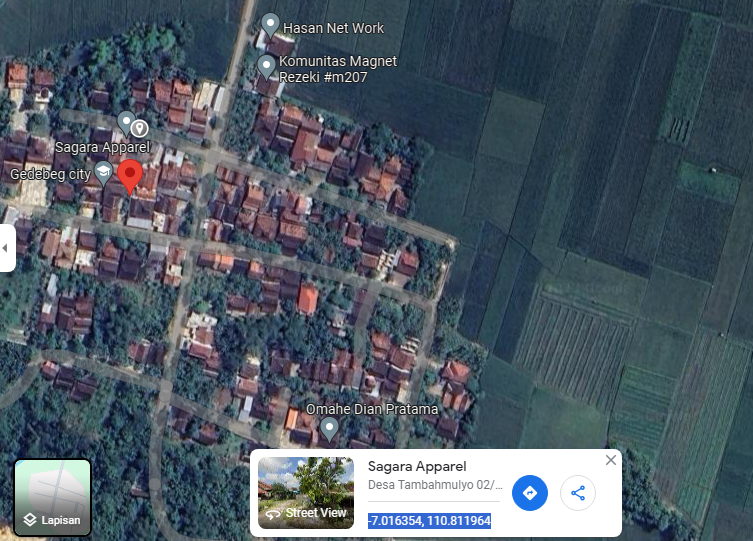 Hasan Net Work
Komunitas Magnet
Rezeki #m207
Sagara Apparel
Gedebeg city
Omahe Dian Pratama
Sagara Apparel
Desa Tambahmulyo 02/...
Street View
-7.016354, 110.811964
Lapisan